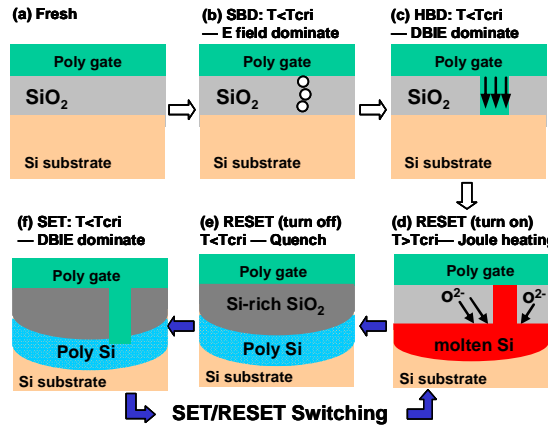 (a) Fresh
Poly gate
SiO₂
Si substrate
(b) SBD: T<Tcri
— E field dominate
Poly gate
SiO₂
Si substrate
(c) HBD: T<Tcri
— DBIE dominate
Poly gate
SiO₂
Si substrate
(f) SET: T<Tcri
— DBIE dominate
Poly gate
Poly Si
Si substrate
(e) RESET (turn off)
T<Tcri — Quench
Poly gate
Si-rich SiO₂
Poly Si
Si substrate
(d) RESET (turn on)
T>Tcri— Joule heating
Poly gate
O²⁻ O²⁻
molten Si
Si substrate
SET/RESET Switching